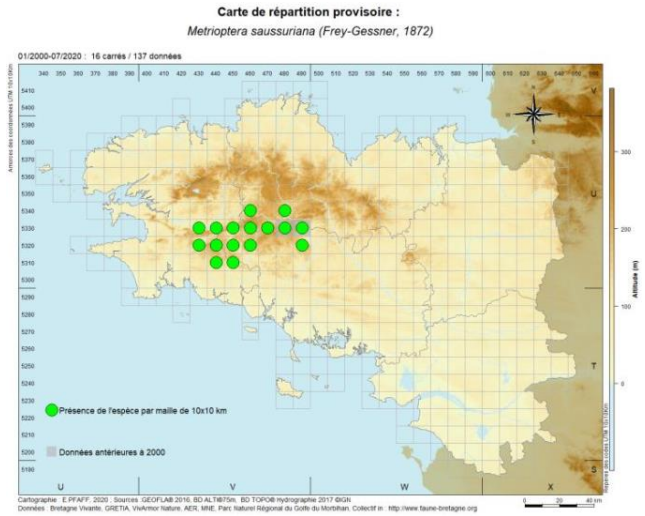 Carte de répartition provisoire :
Metrioptera saussuriana (Frey-Gessner, 1872)
01/2000-07/2020 : 16 carrés / 137 données
340 350 360 370 380 390 400 410 420 430 440 450 460 470 480 490 500 510 520 530 540 550 560 570 580 590 600 610 620 630 640
V
5410
5400
5390
5380
5370
5360
5350
5340
5330
5320
5310
5300
5290
5280
5270
5260
5250
5240
5230
5220
5210
5200
5190
N
W
S
U
T
S
300
200
100
0
Altitude (m)
Présence de l'espèce par maille de 10x10 km
Données antérieures à 2000
U V W X
Cartographie : E.PFAFF, 2020 ; Sources :GEOFLA® 2016, BD ALTI®75m, BD TOPO® Hydrographie 2017 ©IGN
Données : Bretagne Vivante, GRETIA, VivArmor Nature, AER, MNE, Parc Naturel Régional du Golfe du Morbihan, Collectif in : http://www.faune-bretagne.org
0 20 40 km